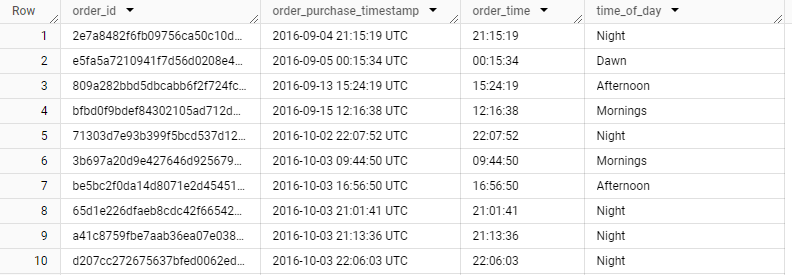 Row order_id order_purchase_timestamp order_time time_of_day
1 2e7a8482f6fb09756ca50c10d... 2016-09-04 21:15:19 UTC 21:15:19 Night
2 e5fa5a7210941f7d56d0208e4... 2016-09-05 00:15:34 UTC 00:15:34 Dawn
3 809a282bbd5dbcabb6f2f724fc... 2016-09-13 15:24:19 UTC 15:24:19 Afternoon
4 bfbd0f9bdef84302105ad712d... 2016-09-15 12:16:38 UTC 12:16:38 Mornings
5 71303d7e93b399f5bcd537d12... 2016-10-02 22:07:52 UTC 22:07:52 Night
6 3b697a20d9e427646d925679... 2016-10-03 09:44:50 UTC 09:44:50 Mornings
7 be5bc2f0da14d8071e2d45451... 2016-10-03 16:56:50 UTC 16:56:50 Afternoon
8 65d1e226dfaeb8cdc42f66542... 2016-10-03 21:01:41 UTC 21:01:41 Night
9 a41c8759fbe7aab36ea07e038... 2016-10-03 21:13:36 UTC 21:13:36 Night
10 d207cc272675637bfed0062ed... 2016-10-03 22:06:03 UTC 22:06:03 Night